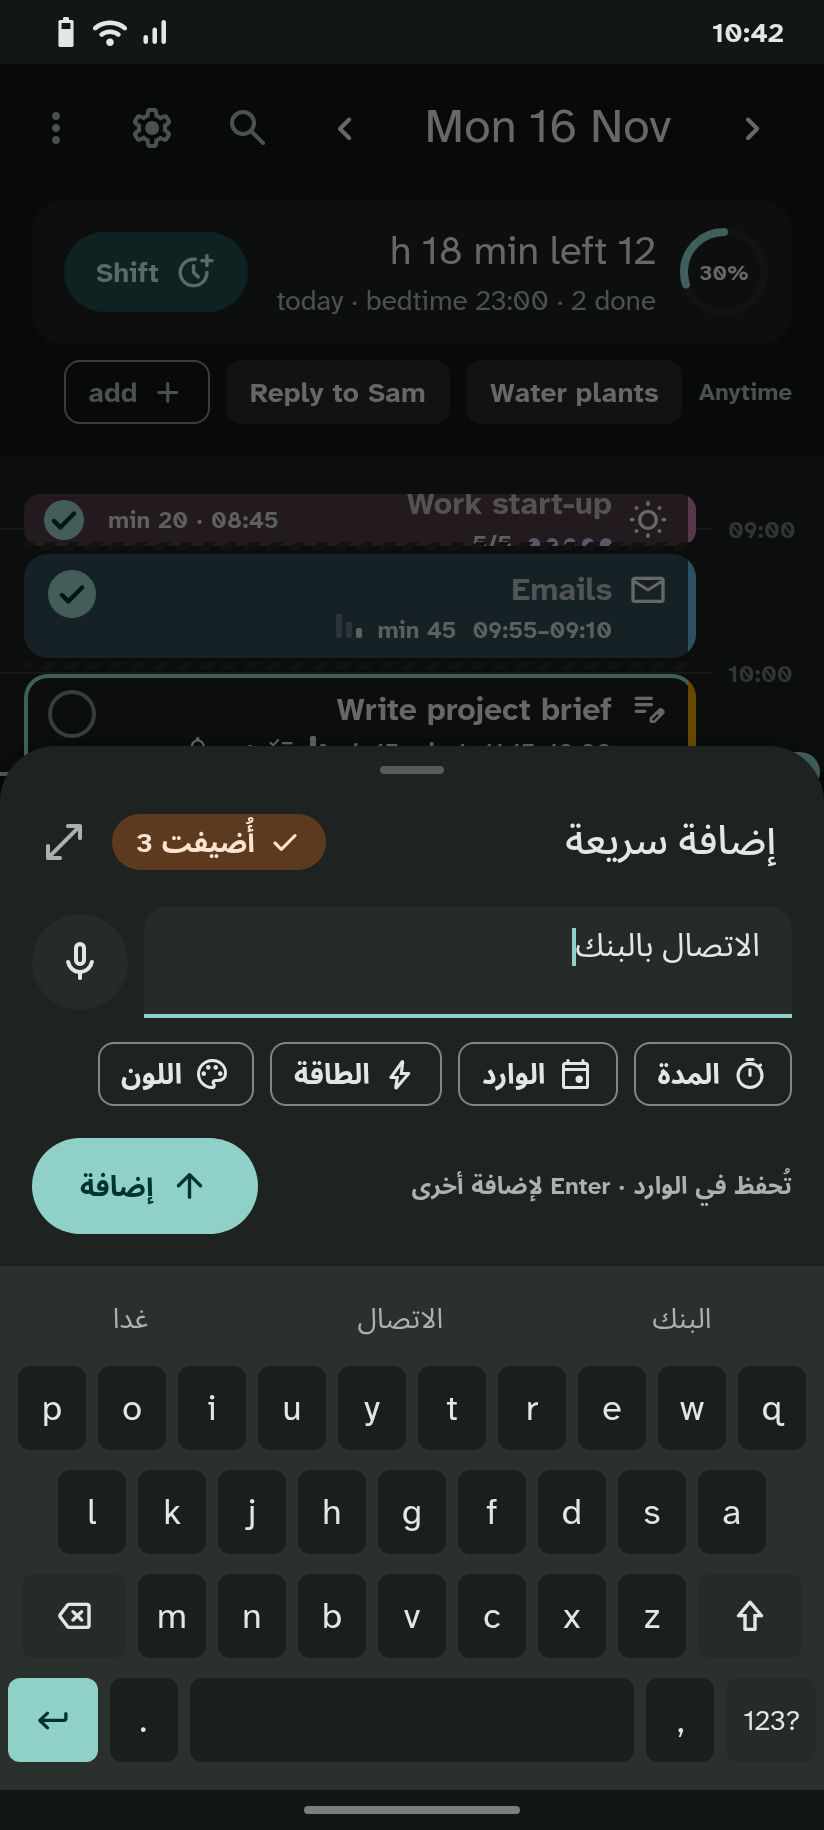 10:42
Mon 16 Nov
h 18 min left 12
30%
today · bedtime 23:00 · 2 done
Shift
Anytime
Water plants
Reply to Sam
add
09:00
Work start-up
min 20 · 08:45
5/5
Emails
min 45 09:55–09:10
10:00
Write project brief
إضافة سريعة
أُضيفت 3
الاتصال بالبنك
المدة
الوارد
الطاقة
اللون
تُحفظ في الوارد · Enter لإضافة أخرى
إضافة
البنك
الاتصال
غدا
p o i u y t r e w q
l k j h g f d s a
m n b v c x z
. , 123?